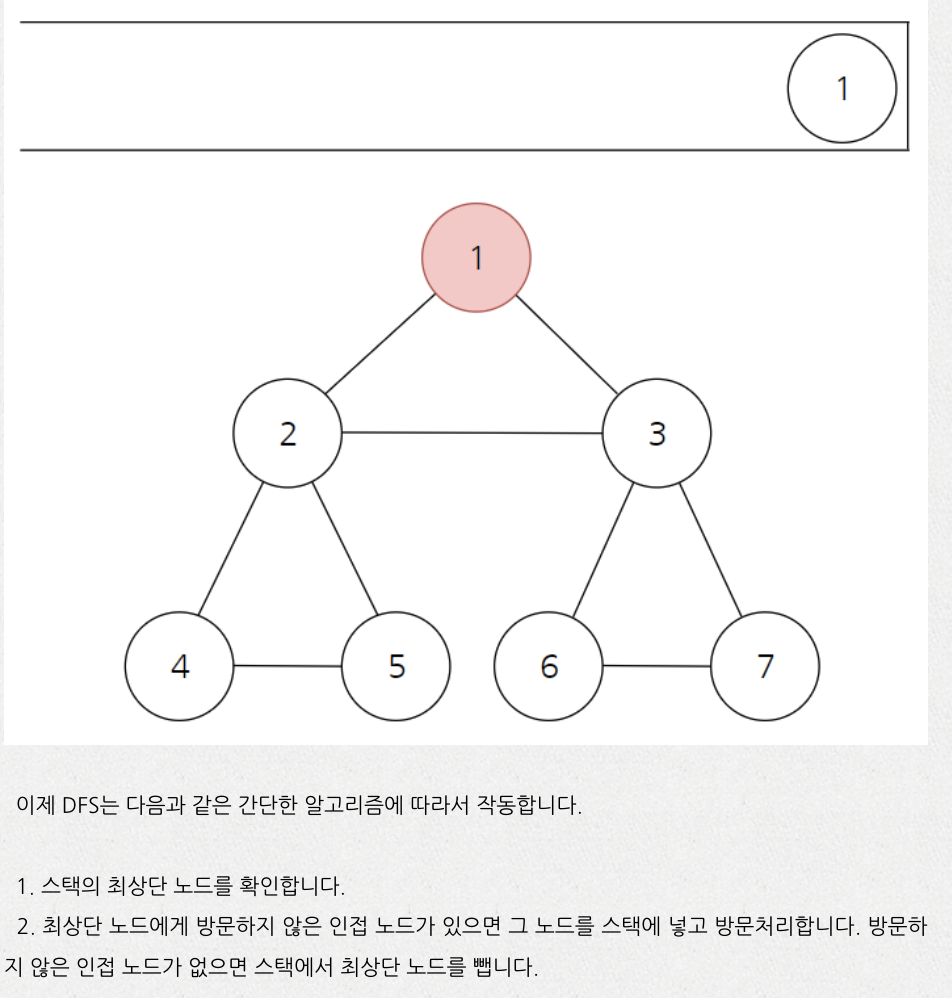 1
1
2
3
4
5
6
7
이제 DFS는 다음과 같은 간단한 알고리즘에 따라서 작동합니다.
1. 스택의 최상단 노드를 확인합니다.
2. 최상단 노드에게 방문하지 않은 인접 노드가 있으면 그 노드를 스택에 넣고 방문처리합니다. 방문하
지 않은 인접 노드가 없으면 스택에서 최상단 노드를 뺍니다.